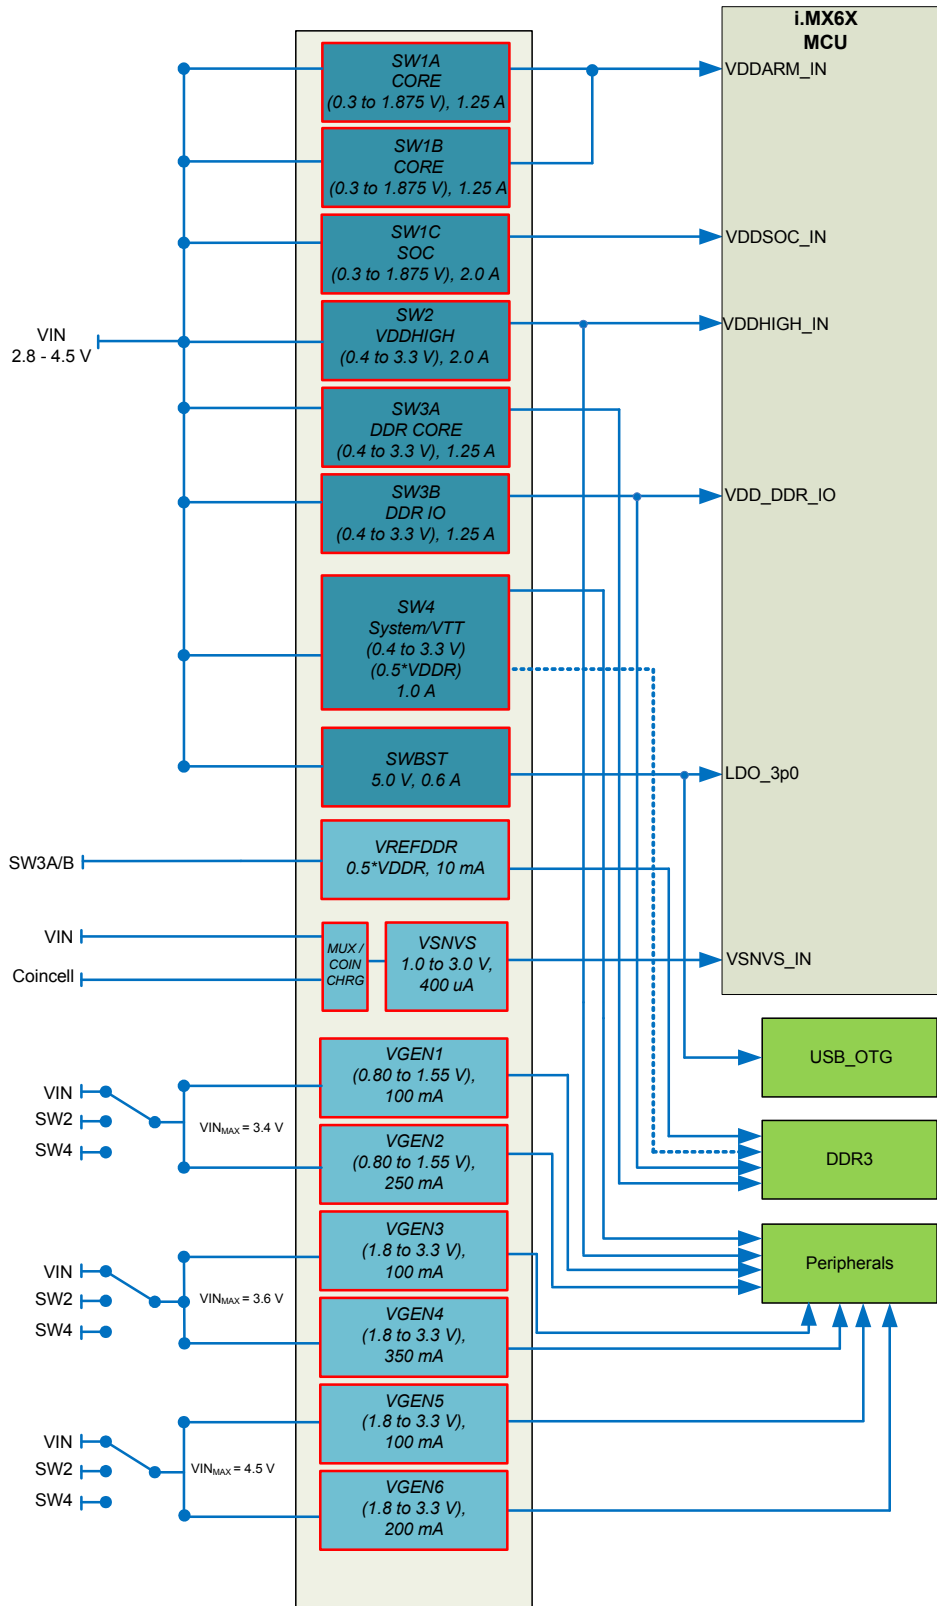 i.MX6X
MCU
SW1A
CORE
(0.3 to 1.875 V), 1.25 A
VDDARM_IN
SW1B
CORE
(0.3 to 1.875 V), 1.25 A
SW1C
SOC
(0.3 to 1.875 V), 2.0 A
VDDSOC_IN
VIN
2.8 - 4.5 V
SW2
VDDHIGH
(0.4 to 3.3 V), 2.0 A
VDDHIGH_IN
SW3A
DDR CORE
(0.4 to 3.3 V), 1.25 A
SW3B
DDR IO
(0.4 to 3.3 V), 1.25 A
VDD_DDR_IO
SW4
System/VTT
(0.4 to 3.3 V)
(0.5*VDDR)
1.0 A
SWBST
5.0 V, 0.6 A
LDO_3p0
SW3A/B
VREFDDR
0.5*VDDR, 10 mA
VIN
Coincell
MUX /
COIN
CHRG
VSNVS
1.0 to 3.0 V,
400 uA
VSNVS_IN
USB_OTG
VIN
SW2
SW4
VINMAX = 3.4 V
VGEN1
(0.80 to 1.55 V),
100 mA
VGEN2
(0.80 to 1.55 V),
250 mA
DDR3
VIN
SW2
SW4
VINMAX = 3.6 V
VGEN3
(1.8 to 3.3 V),
100 mA
VGEN4
(1.8 to 3.3 V),
350 mA
Peripherals
VIN
SW2
SW4
VINMAX = 4.5 V
VGEN5
(1.8 to 3.3 V),
100 mA
VGEN6
(1.8 to 3.3 V),
200 mA